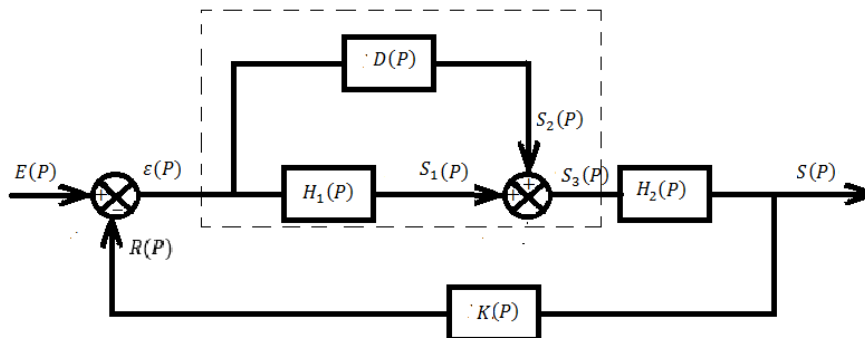 D(P)
S₂(P)
E(P)
+
−
ε(P)
H₁(P)
S₁(P)
+
+
S₃(P)
H₂(P)
S(P)
R(P)
K(P)